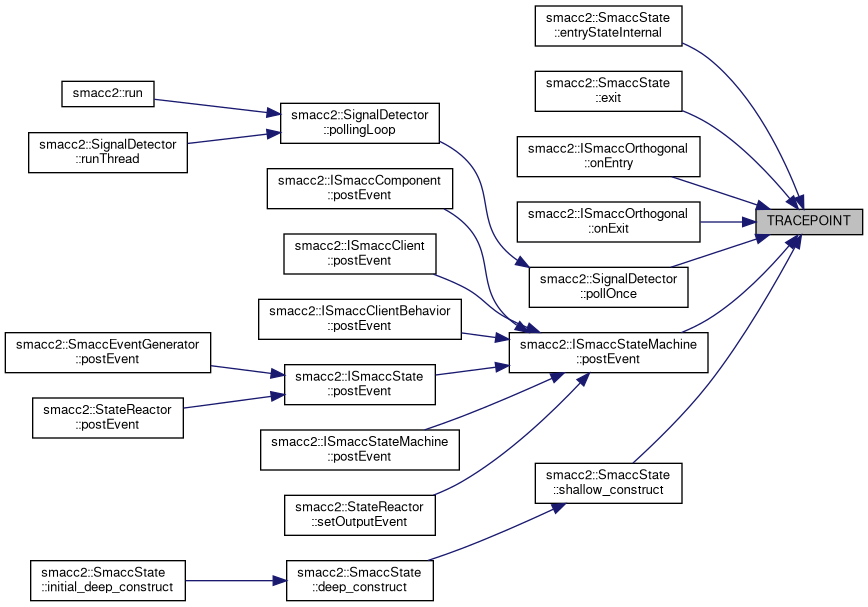 smacc2::SmaccState
::entryStateInternal
smacc2::SmaccState
::exit
smacc2::run
smacc2::SignalDetector
::pollingLoop
smacc2::SignalDetector
::runThread
smacc2::ISmaccOrthogonal
::onEntry
smacc2::ISmaccComponent
::postEvent
smacc2::ISmaccOrthogonal
::onExit
TRACEPOINT
smacc2::ISmaccClient
::postEvent
smacc2::SignalDetector
::pollOnce
smacc2::ISmaccClientBehavior
::postEvent
smacc2::SmaccEventGenerator
::postEvent
smacc2::ISmaccStateMachine
::postEvent
smacc2::ISmaccState
::postEvent
smacc2::StateReactor
::postEvent
smacc2::ISmaccStateMachine
::postEvent
smacc2::SmaccState
::shallow_construct
smacc2::StateReactor
::setOutputEvent
smacc2::SmaccState
::initial_deep_construct
smacc2::SmaccState
::deep_construct